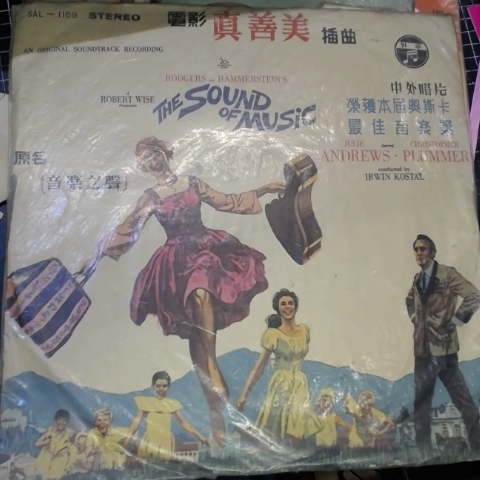 SAL-1169 STEREO 電影 真善美 插曲
AN ORIGINAL SOUNDTRACK RECORDING
RODGERS and HAMMERSTEIN'S
A
ROBERT WISE
Production
THE SOUND
OF MUSIC
中外唱片
榮獲本屆奧斯卡
最佳音樂獎
JULIE starring CHRISTOPHER
ANDREWS · PLUMMER
conducted by
IRWIN KOSTAL
原名
[音樂之聲]